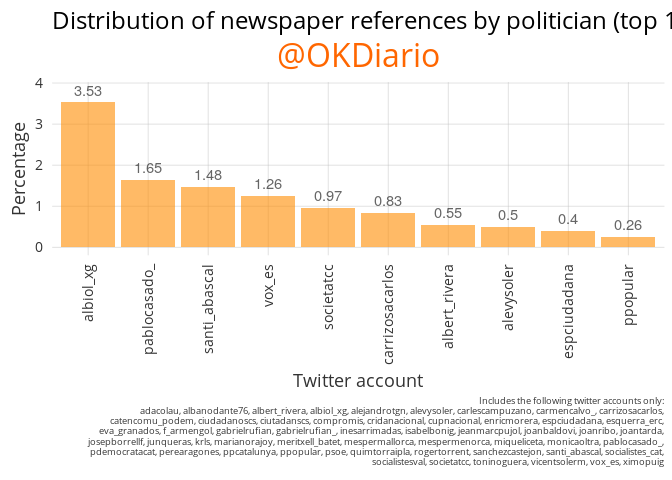 Distribution of newspaper references by politician (top 1
@OKDiario
Percentage
4
3
2
1
0
3.53
1.65
1.48
1.26
0.97
0.83
0.55
0.5
0.4
0.26
albiol_xg
pablocasado_
santi_abascal
vox_es
societatcc
carrizosacarlos
albert_rivera
alevysoler
espciudadana
ppopular
Twitter account
Includes the following twitter accounts only:
adacolau, albanodante76, albert_rivera, albiol_xg, alejandrotgn, alevysoler, carlescampuzano, carmencalvo_, carrizosacarlos,
catencomu_podem, ciudadanoscs, ciutadanscs, compromis, cridanacional, cupnacional, enricmorera, espciudadana, esquerra_erc,
eva_granados, f_armengol, gabrielrufian, gabrielrufian_, inesarrimadas, isabelbonig, jeanmarcpujol, joanbaldovi, joanribo, joantarda,
josepborrellf, junqueras, krls, marianorajoy, meritxell_batet, mespermallorca, mespermenorca, miqueliceta, monicaoltra, pablocasado_,
pdemocratacat, perearagones, ppcatalunya, ppopular, psoe, quimtorraipla, rogertorrent, sanchezcastejon, santi_abascal, socialistes_cat,
socialistesval, societatcc, toninoguera, vicentsolerm, vox_es, ximopuig